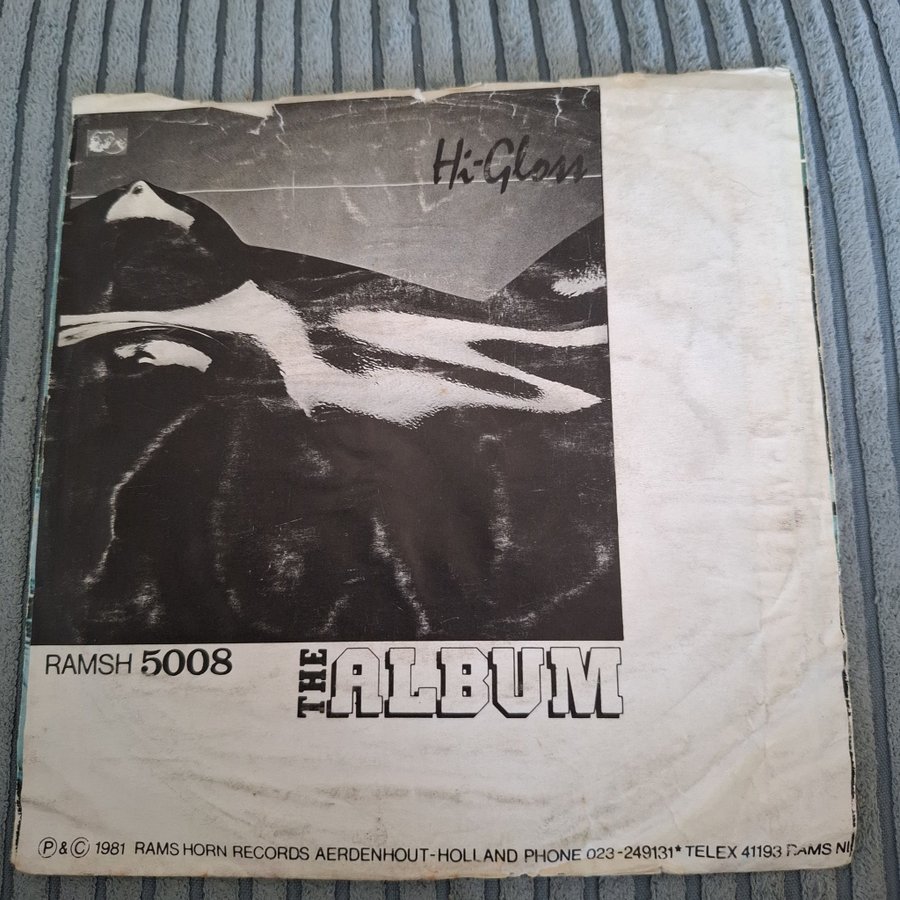 Hi-Gloss
RAMSH 5008
THE ALBUM
Ⓟ & © 1981 RAMS HORN RECORDS AERDENHOUT-HOLLAND PHONE 023-249131* TELEX 41193 RAMS Nl